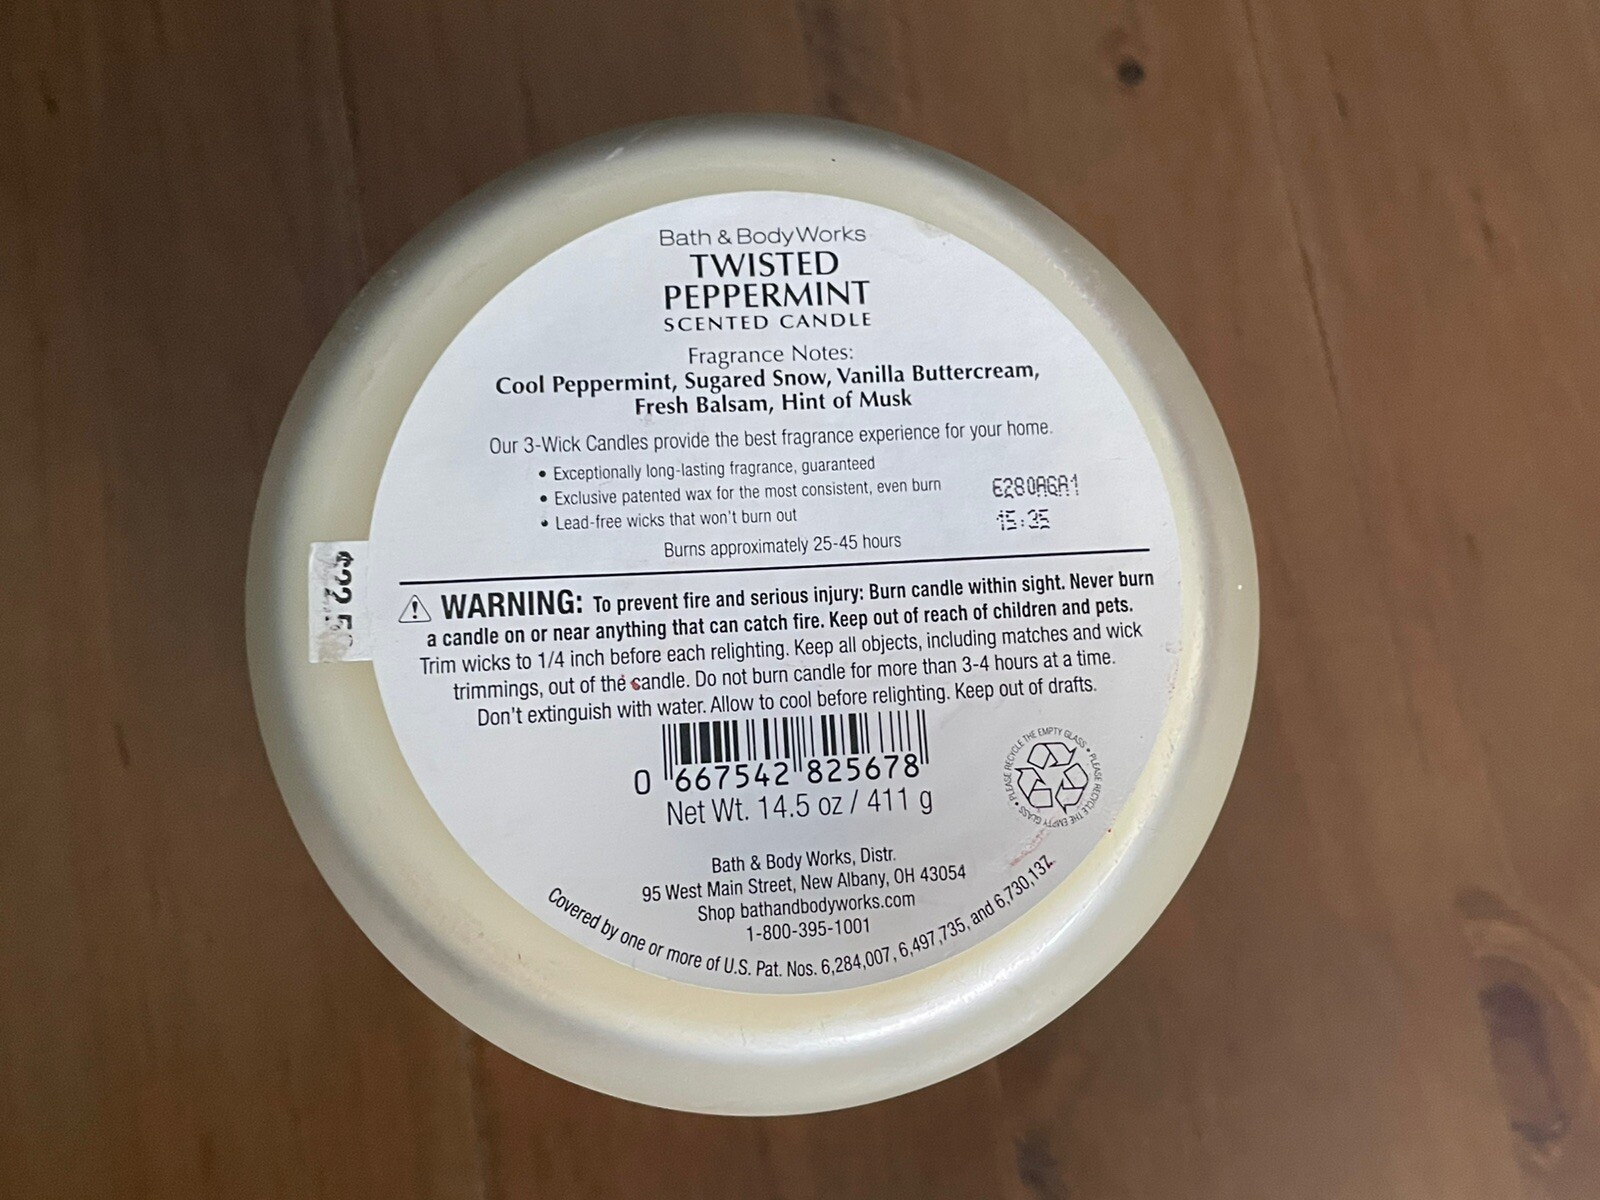 Bath & Body Works
TWISTED
PEPPERMINT
SCENTED CANDLE
Fragrance Notes:
Cool Peppermint, Sugared Snow, Vanilla Buttercream,
Fresh Balsam, Hint of Musk
Our 3-Wick Candles provide the best fragrance experience for your home.
• Exceptionally long-lasting fragrance, guaranteed
• Exclusive patented wax for the most consistent, even burn
• Lead-free wicks that won't burn out
E280AGA1
15:35
Burns approximately 25-45 hours
WARNING: To prevent fire and serious injury: Burn candle within sight. Never burn
a candle on or near anything that can catch fire. Keep out of reach of children and pets.
Trim wicks to 1/4 inch before each relighting. Keep all objects, including matches and wick
trimmings, out of the candle. Do not burn candle for more than 3-4 hours at a time.
Don't extinguish with water. Allow to cool before relighting. Keep out of drafts.
0 667542 825678
Net Wt. 14.5 oz / 411 g
PLEASE RECYCLE THE EMPTY GLASS • PLEASE RECYCLE THE EMPTY GLASS •
Bath & Body Works, Distr.
95 West Main Street, New Albany, OH 43054
Shop bathandbodyworks.com
1-800-395-1001
Covered by one or more of U.S. Pat. Nos. 6,284,007, 6,497,735, and 6,730,137.